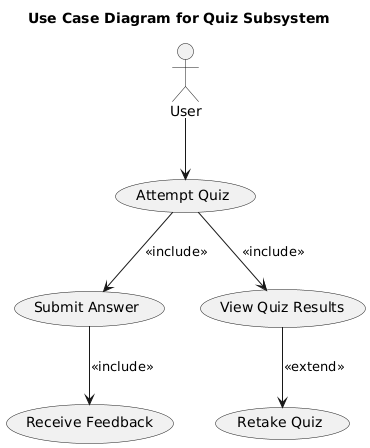 Use Case Diagram for Quiz Subsystem
User
Attempt Quiz
«include»
«include»
Submit Answer
View Quiz Results
«include»
«extend»
Receive Feedback
Retake Quiz